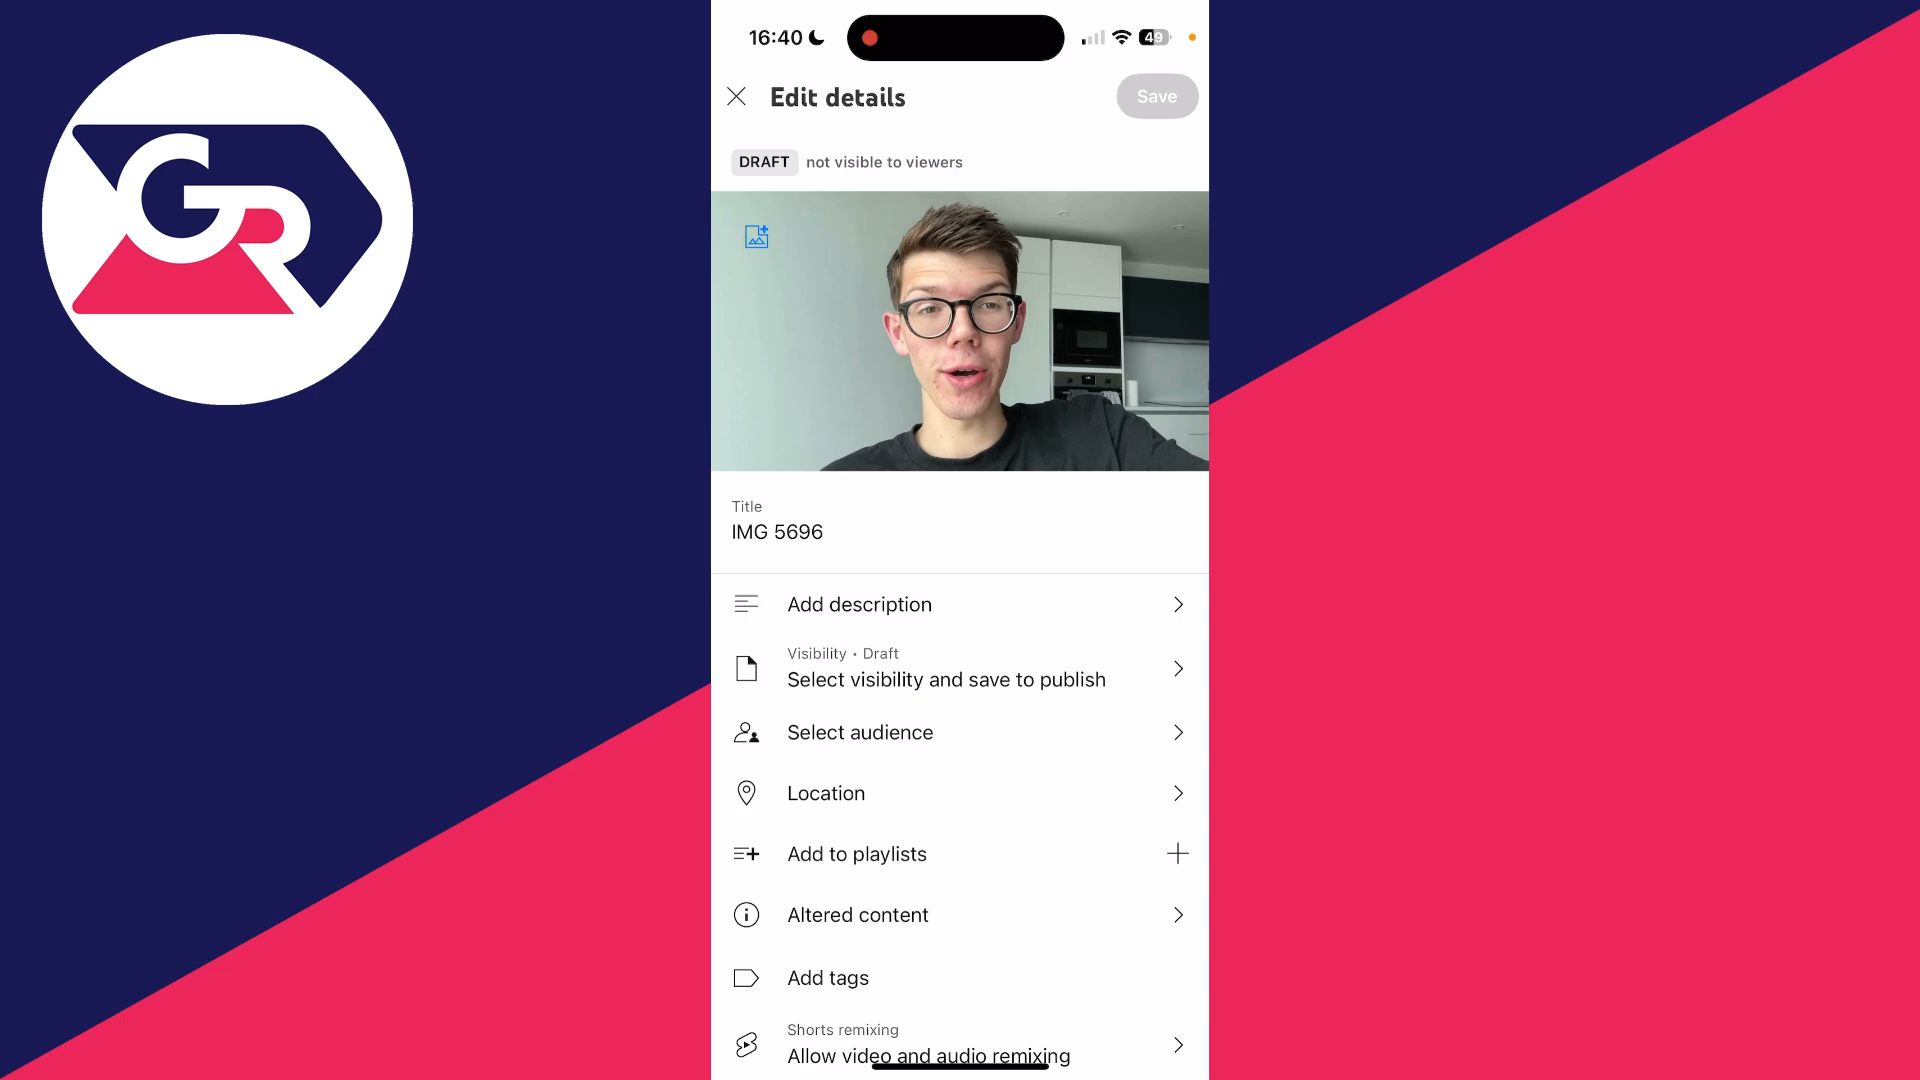 GR
16:40
49
Edit details
Save
DRAFT not visible to viewers
Title
IMG 5696
Add description
Visibility • Draft
Select visibility and save to publish
Select audience
Location
Add to playlists
Altered content
Add tags
Shorts remixing
Allow video and audio remixing